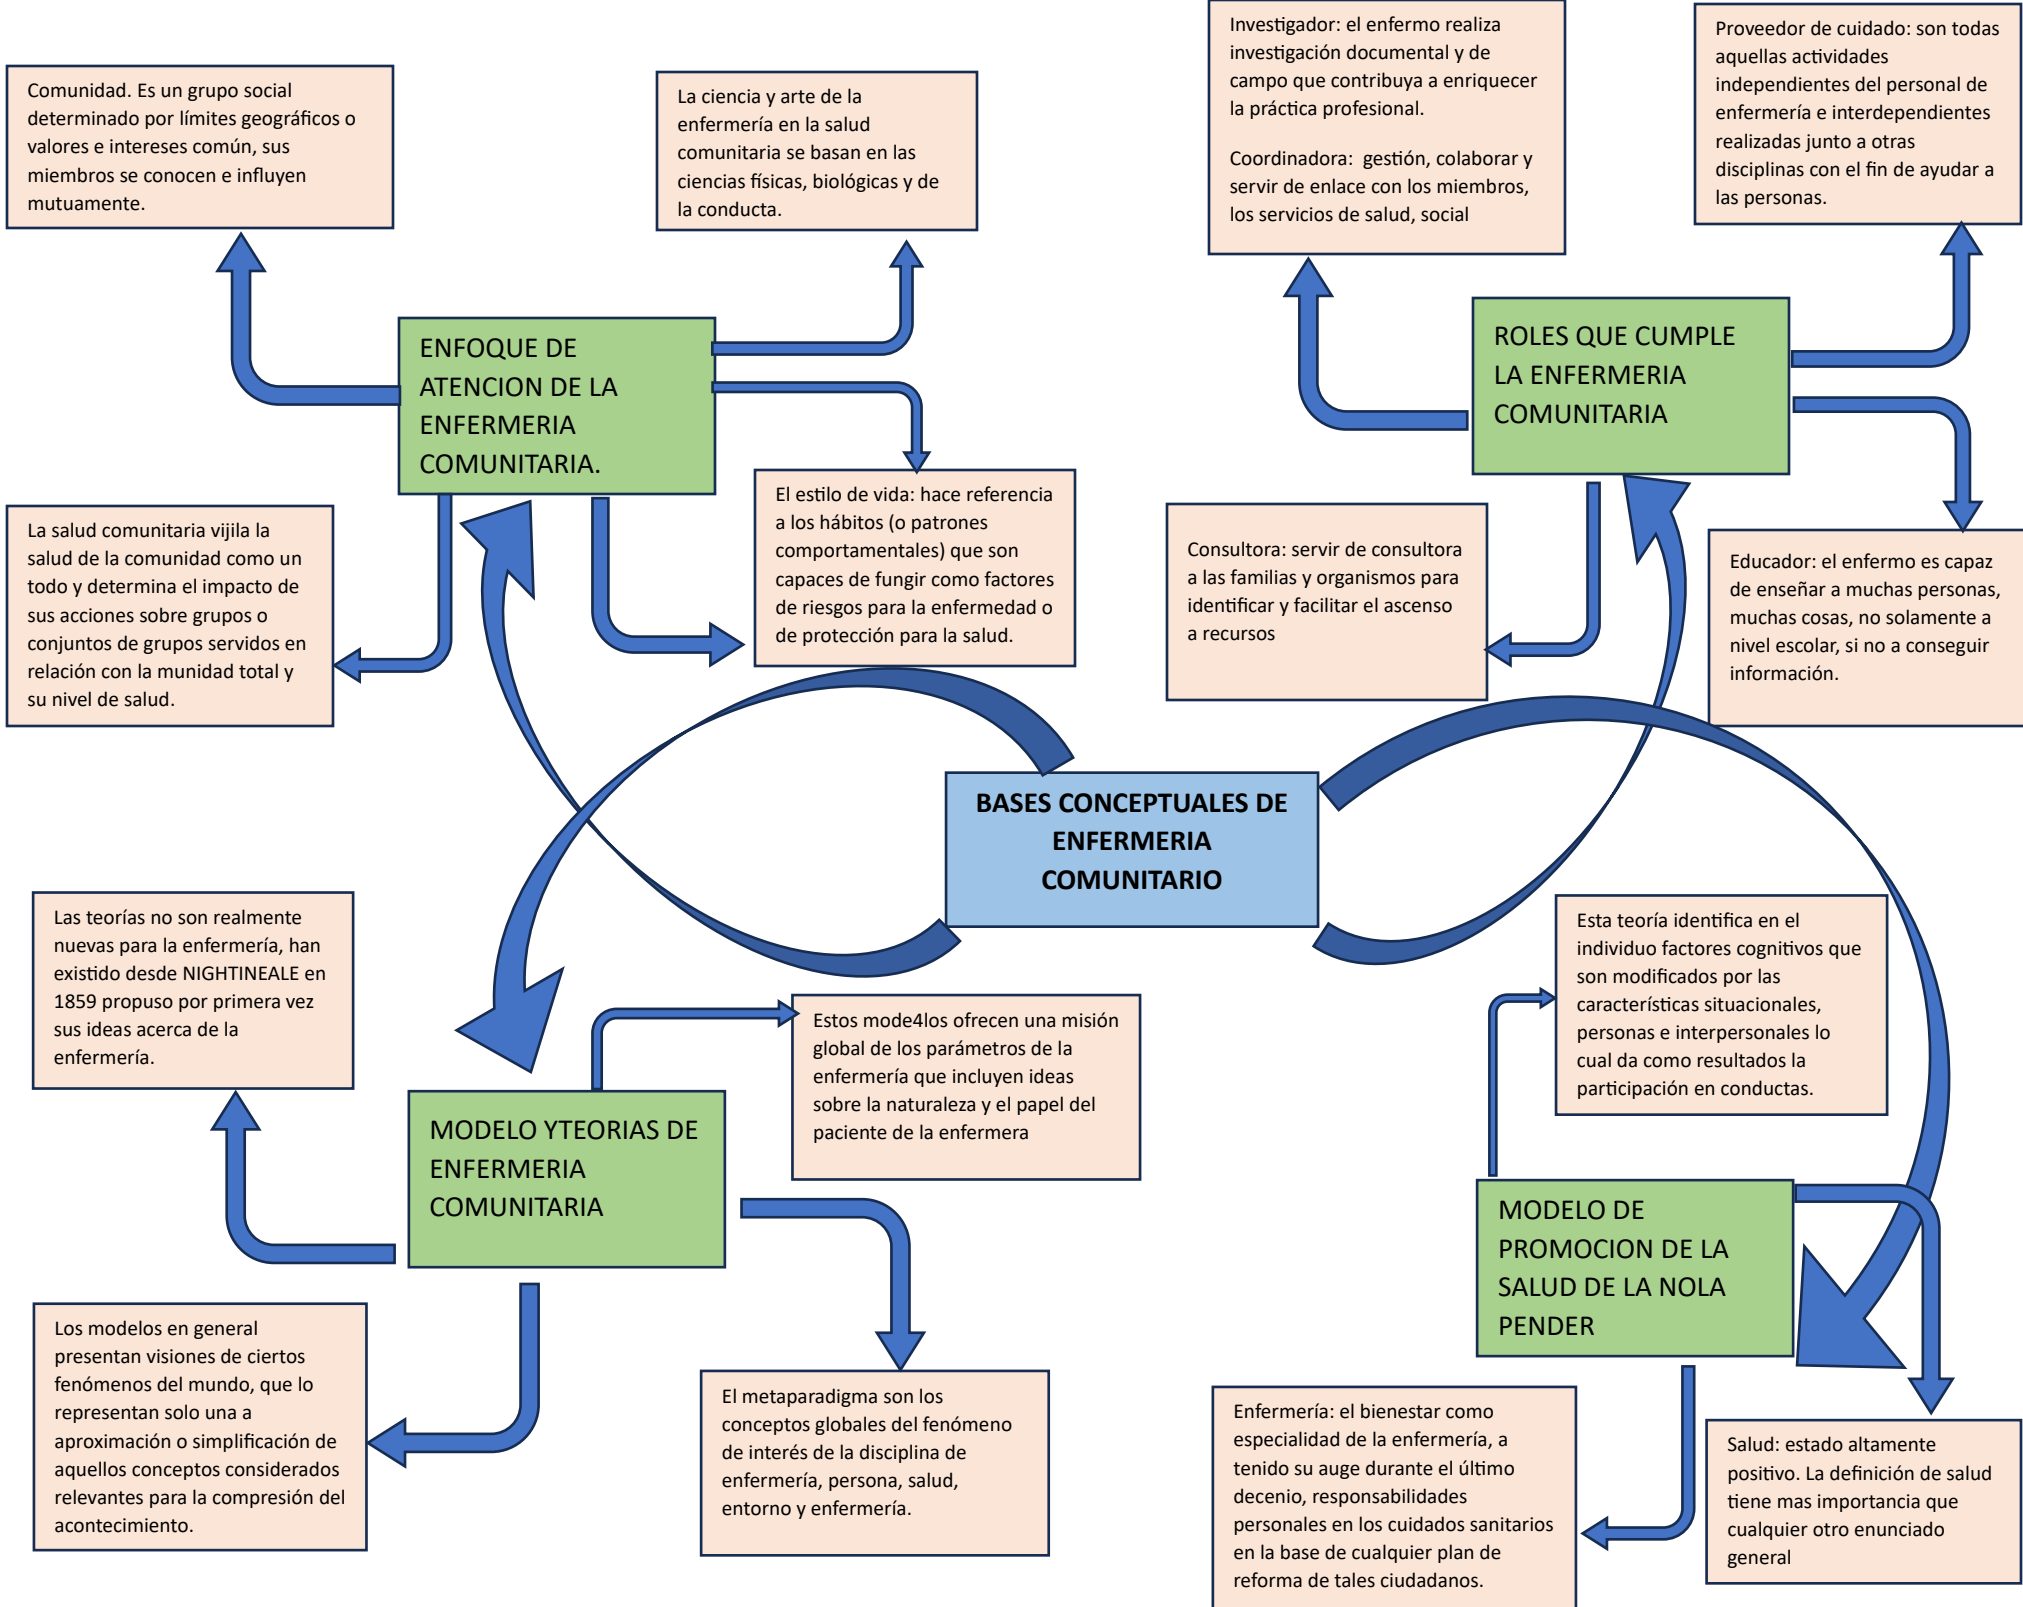 Comunidad. Es un grupo social
determinado por límites geográficos o
valores e intereses común, sus
miembros se conocen e influyen
mutuamente.
La ciencia y arte de la
enfermería en la salud
comunitaria se basan en las
ciencias físicas, biológicas y de
la conducta.
ENFOQUE DE
ATENCION DE LA
ENFERMERIA
COMUNITARIA.
La salud comunitaria vijila la
salud de la comunidad como un
todo y determina el impacto de
sus acciones sobre grupos o
conjuntos de grupos servidos en
relación con la munidad total y
su nivel de salud.
El estilo de vida: hace referencia
a los hábitos (o patrones
comportamentales) que son
capaces de fungir como factores
de riesgos para la enfermedad o
de protección para la salud.
Investigador: el enfermo realiza
investigación documental y de
campo que contribuya a enriquecer
la práctica profesional.
Coordinadora:  gestión, colaborar y
servir de enlace con los miembros,
los servicios de salud, social
Proveedor de cuidado: son todas
aquellas actividades
independientes del personal de
enfermería e interdependientes
realizadas junto a otras
disciplinas con el fin de ayudar a
las personas.
ROLES QUE CUMPLE
LA ENFERMERIA
COMUNITARIA
Consultora: servir de consultora
a las familias y organismos para
identificar y facilitar el ascenso
a recursos
Educador: el enfermo es capaz
de enseñar a muchas personas,
muchas cosas, no solamente a
nivel escolar, si no a conseguir
información.
BASES CONCEPTUALES DE
ENFERMERIA
COMUNITARIO
Las teorías no son realmente
nuevas para la enfermería, han
existido desde NIGHTINEALE en
1859 propuso por primera vez
sus ideas acerca de la
enfermería.
Estos mode4los ofrecen una misión
global de los parámetros de la
enfermería que incluyen ideas
sobre la naturaleza y el papel del
paciente de la enfermera
MODELO YTEORIAS DE
ENFERMERIA
COMUNITARIA
Los modelos en general
presentan visiones de ciertos
fenómenos del mundo, que lo
representan solo una a
aproximación o simplificación de
aquellos conceptos considerados
relevantes para la compresión del
acontecimiento.
El metaparadigma son los
conceptos globales del fenómeno
de interés de la disciplina de
enfermería, persona, salud,
entorno y enfermería.
Esta teoría identifica en el
individuo factores cognitivos que
son modificados por las
características situacionales,
personas e interpersonales lo
cual da como resultados la
participación en conductas.
MODELO DE
PROMOCION DE LA
SALUD DE LA NOLA
PENDER
Enfermería: el bienestar como
especialidad de la enfermería, a
tenido su auge durante el último
decenio, responsabilidades
personales en los cuidados sanitarios
en la base de cualquier plan de
reforma de tales ciudadanos.
Salud: estado altamente
positivo. La definición de salud
tiene mas importancia que
cualquier otro enunciado
general